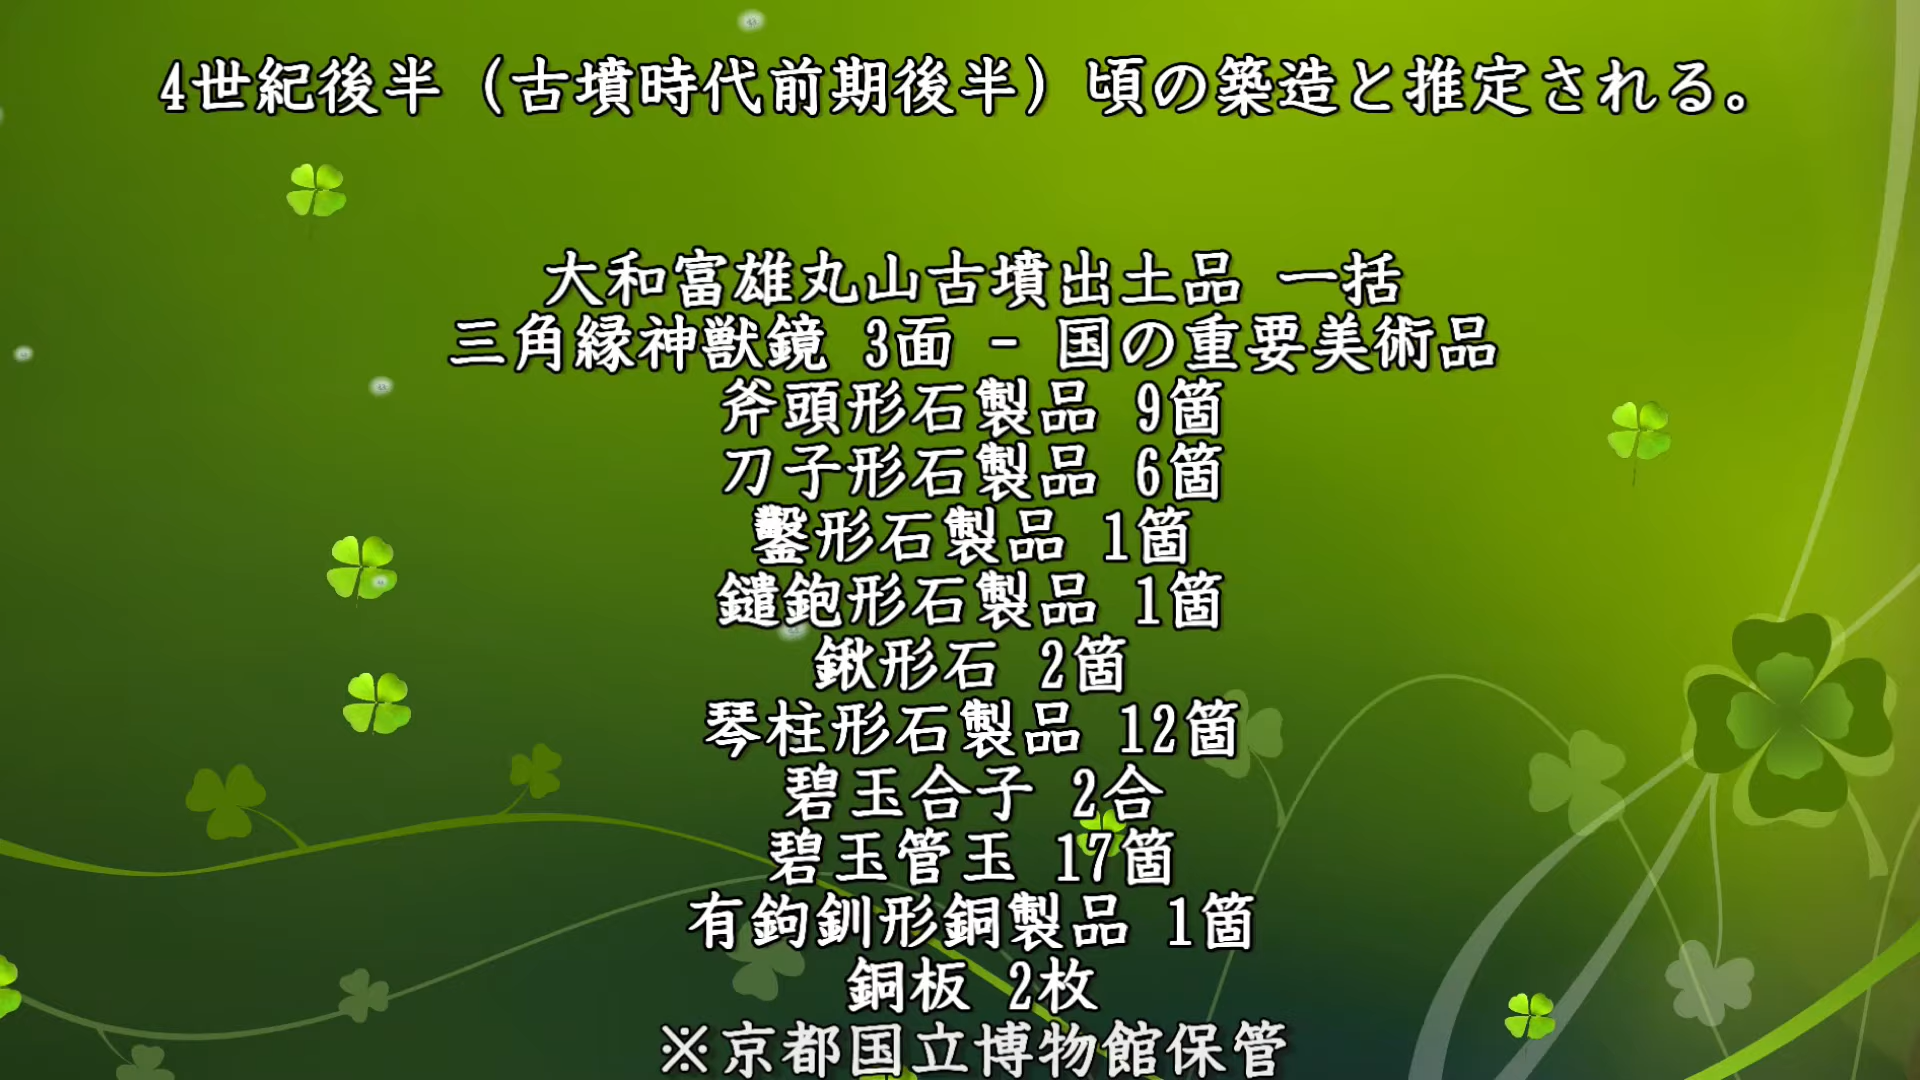 4世紀後半（古墳時代前期後半）頃の築造と推定される。
大和富雄丸山古墳出土品 一括
三角縁神獣鏡 3面 - 国の重要美術品
斧頭形石製品 9箇
刀子形石製品 6箇
鑿形石製品 1箇
鑓鉋形石製品 1箇
鍬形石 2箇
琴柱形石製品 12箇
碧玉合子 2合
碧玉管玉 17箇
有鉤釧形銅製品 1箇
銅板 2枚
※京都国立博物館保管